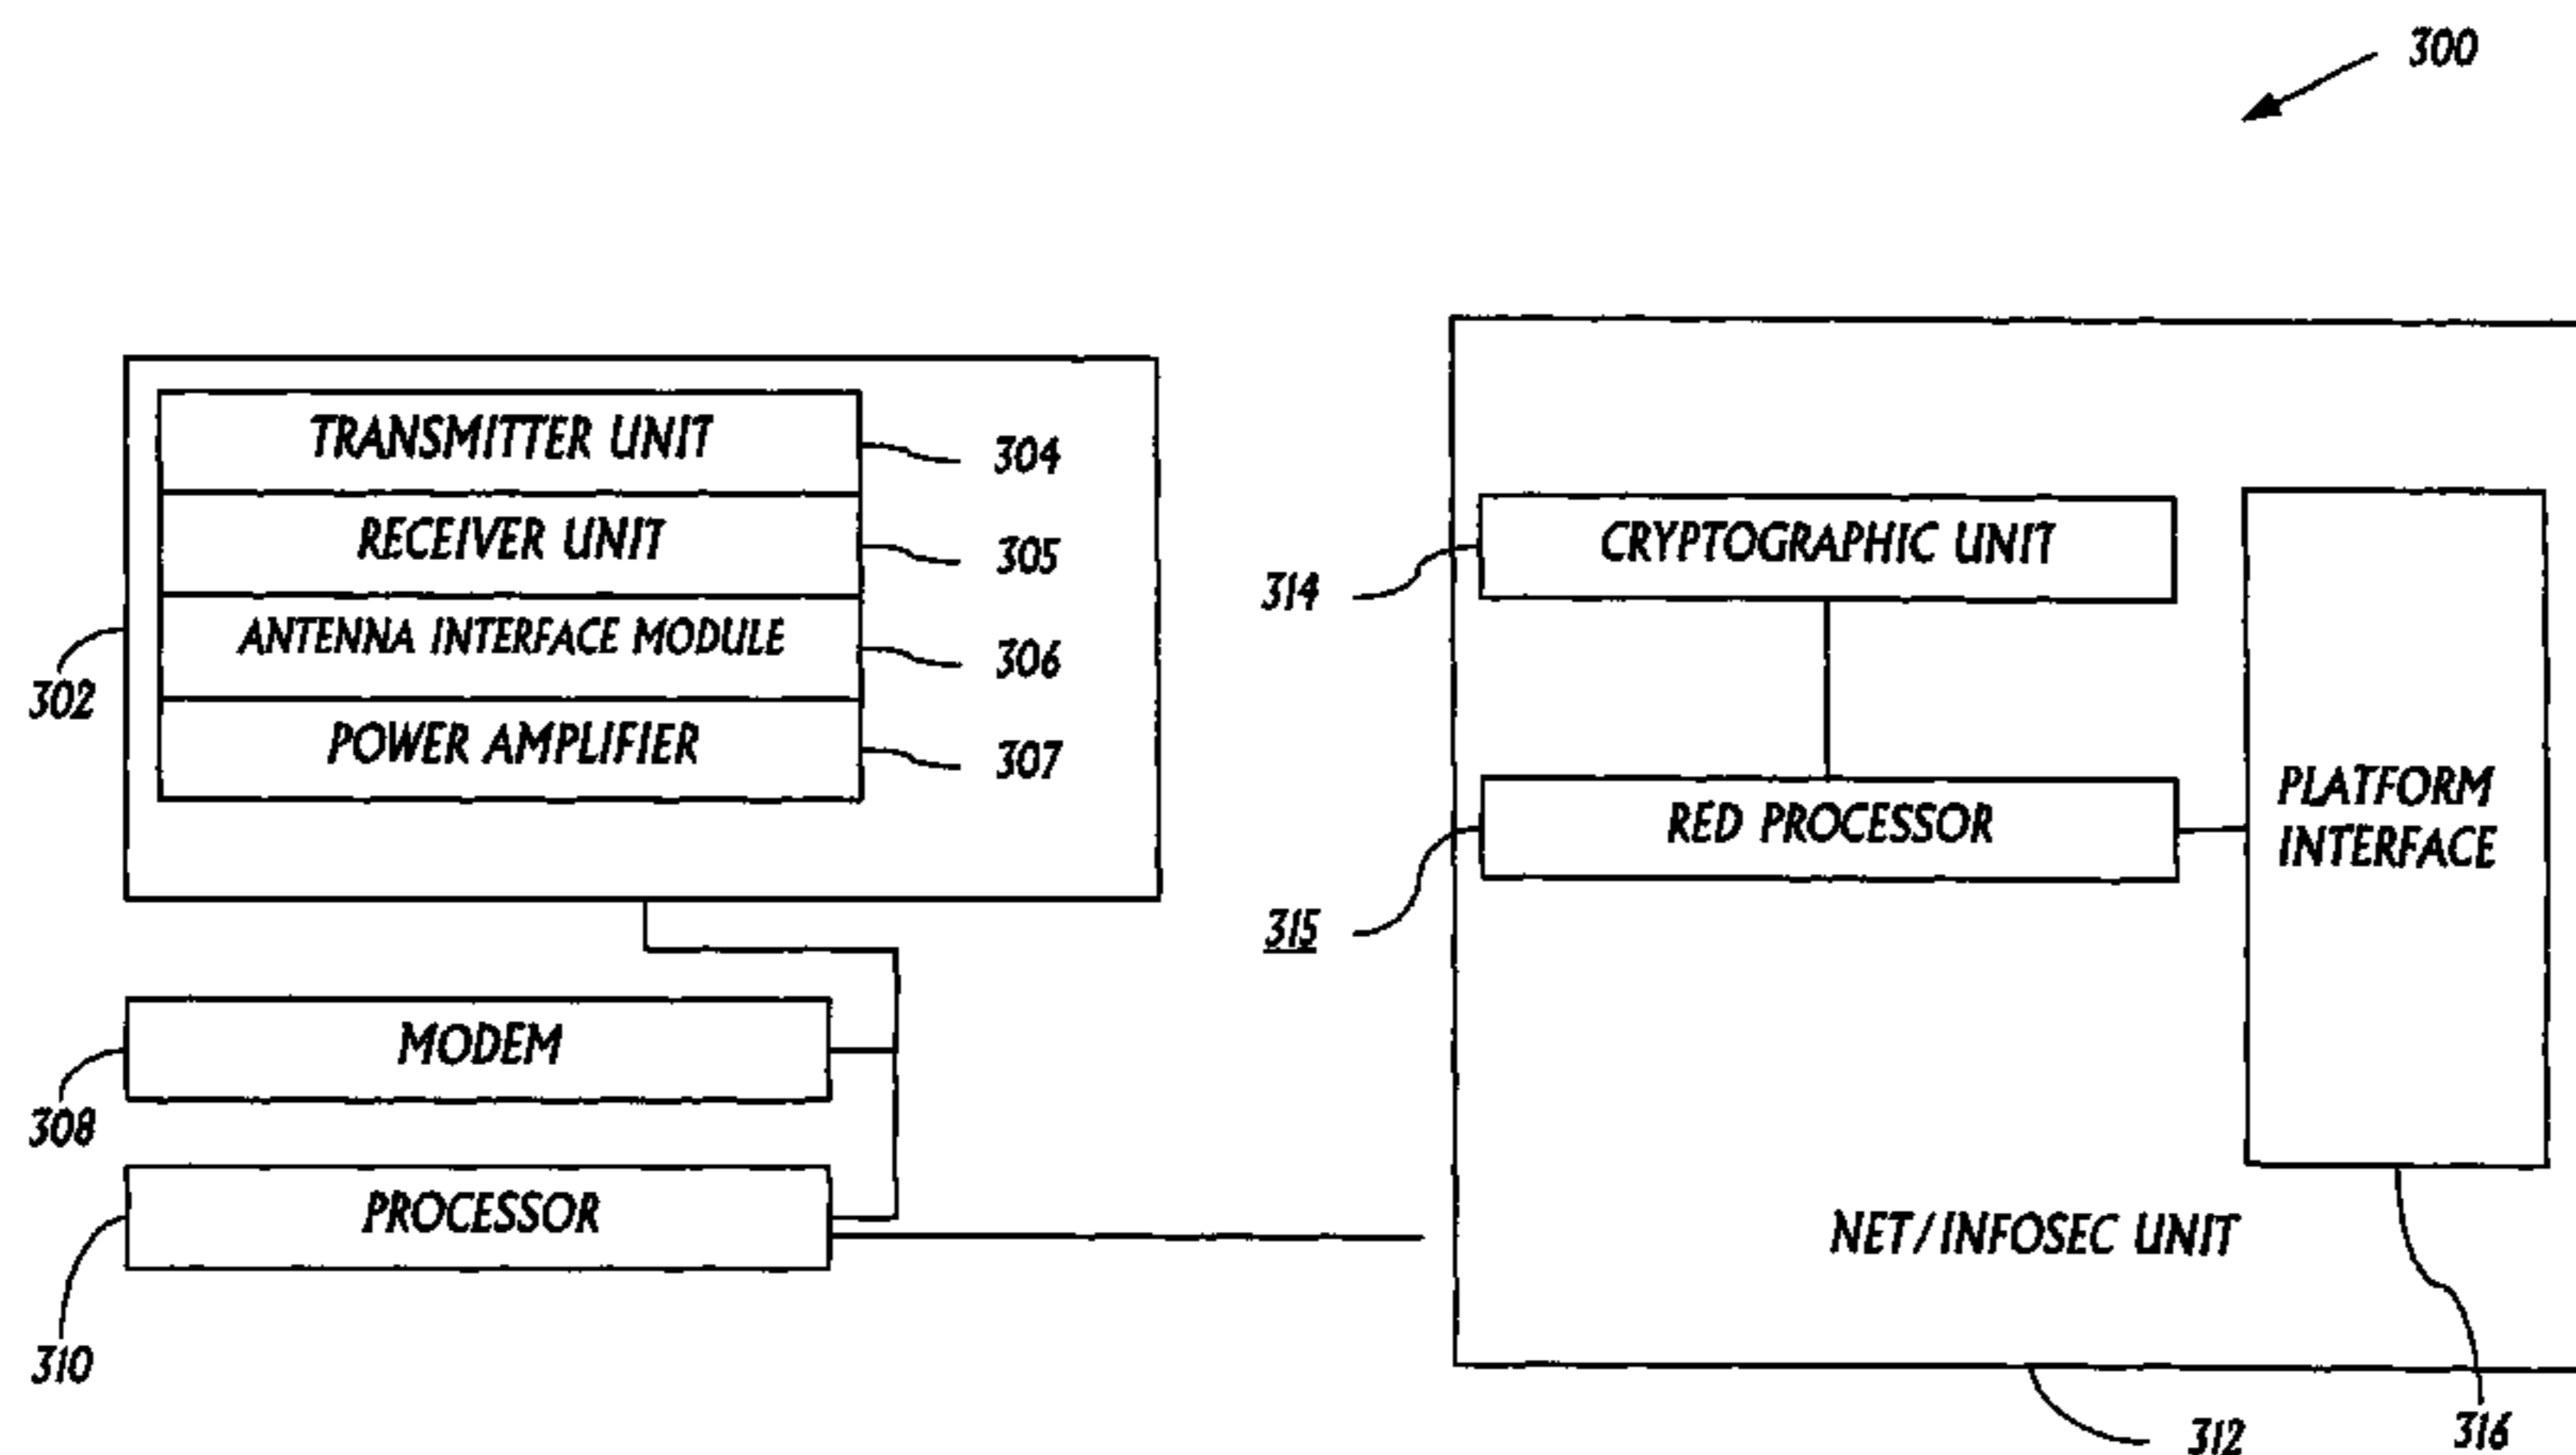 300
TRANSMITTER UNIT
304
RECEIVER UNIT
305
ANTENNA INTERFACE MODULE
306
POWER AMPLIFIER
307
302
MODEM
308
PROCESSOR
310
CRYPTOGRAPHIC UNIT
314
RED PROCESSOR
315
PLATFORM
INTERFACE
NET/INFOSEC UNIT
312
316